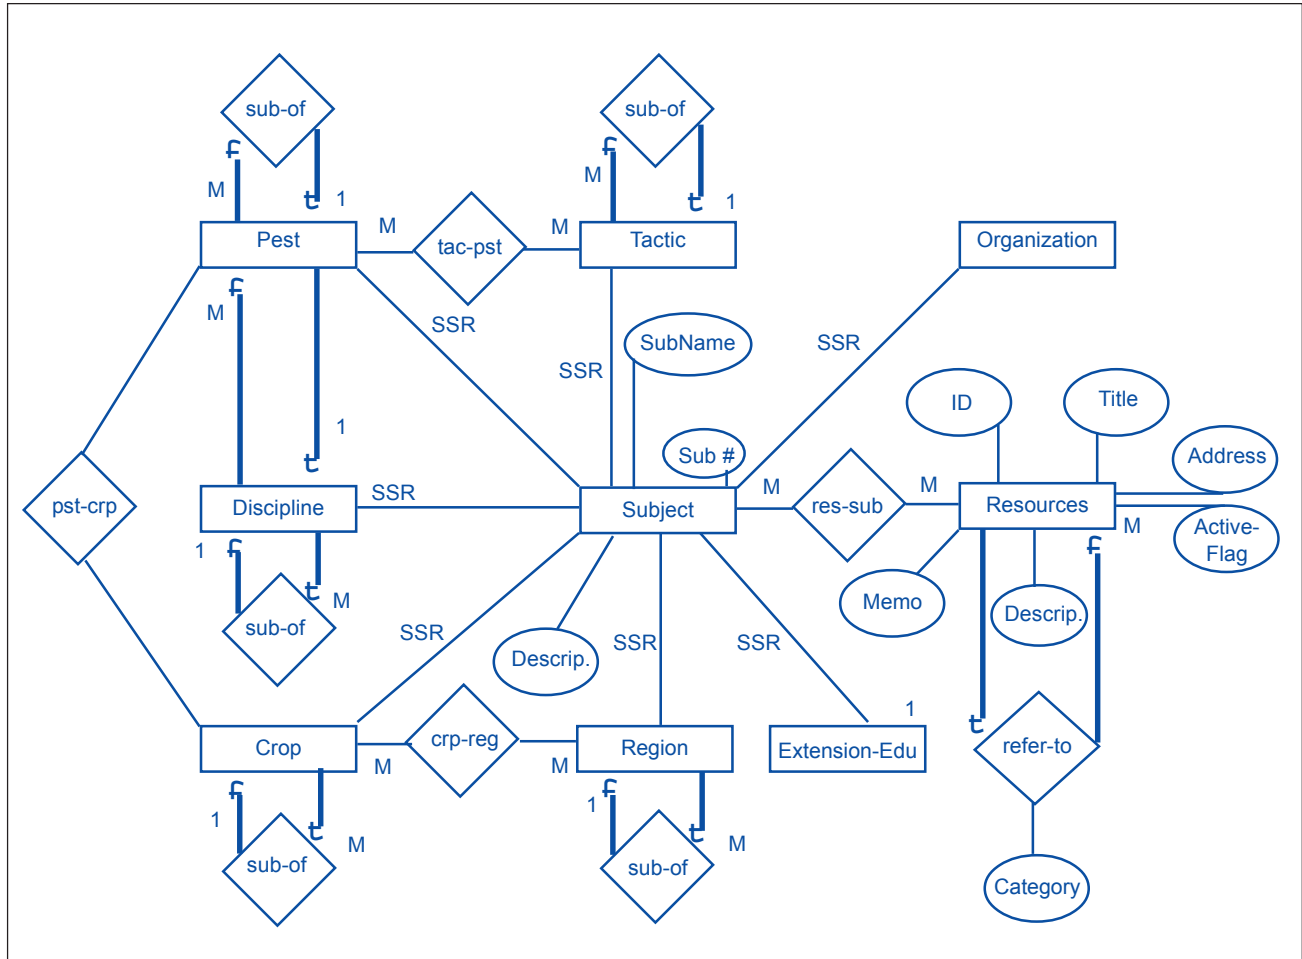 sub-of
sub-of
f
t
M
1
f
t
M
1
Pest
M
tac-pst
M
Tactic
Organization
f
M
SSR
SubName
SSR
SSR
ID
Title
1
t
Sub #
Address
pst-crp
Discipline
SSR
Subject
M
res-sub
M
Resources
M
Active-
Flag
1
f
t
M
sub-of
f
Memo
Descrip.
SSR
Descrip.
SSR
SSR
1
t
refer-to
Crop
M
crp-reg
M
Region
Extension-Edu
f
1
t
M
sub-of
f
1
t
M
sub-of
Category